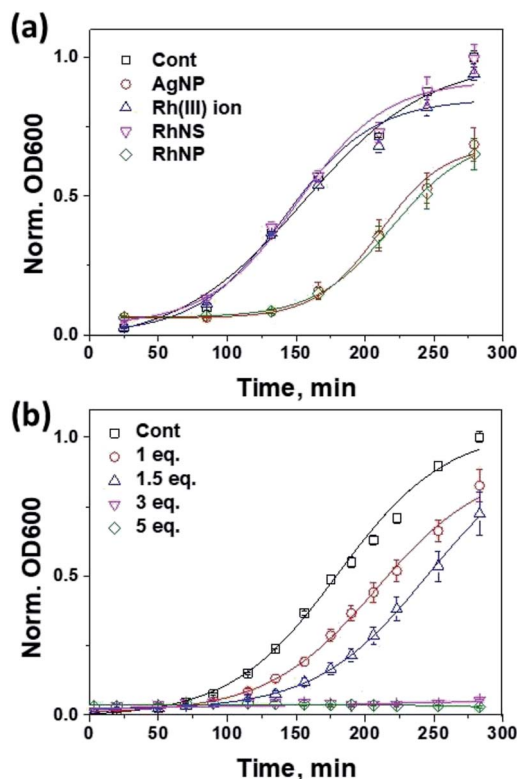 (a)
Cont
AgNP
Rh(III) ion
RhNS
RhNP
Norm. OD600
1.0
0.5
0.0
0 50 100 150 200 250 300
Time, min
(b)
Cont
1 eq.
1.5 eq.
3 eq.
5 eq.
Norm. OD600
1.0
0.5
0.0
0 50 100 150 200 250 300
Time, min